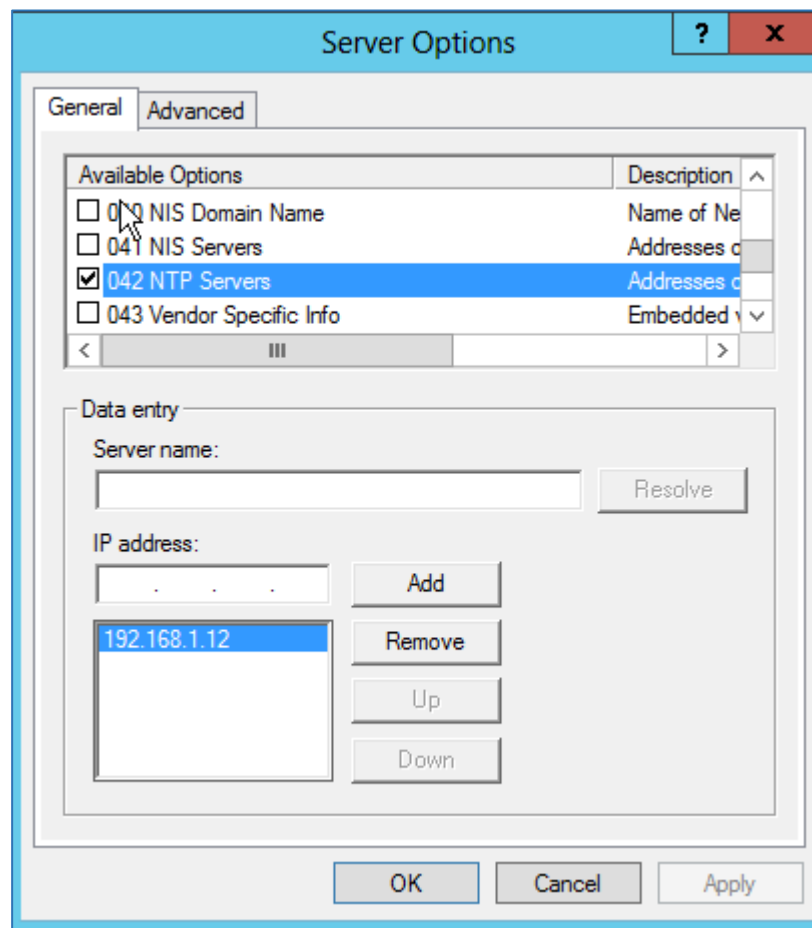 Server Options
?
x
General
Advanced
Available Options
Description
NIS Domain Name
Name of Ne
041 NIS Servers
Addresses o
042 NTP Servers
Addresses o
043 Vendor Specific Info
Embedded
Data entry
Server name:
Resolve
IP address:
. . .
Add
192.168.1.12
Remove
Up
Down
OK
Cancel
Apply